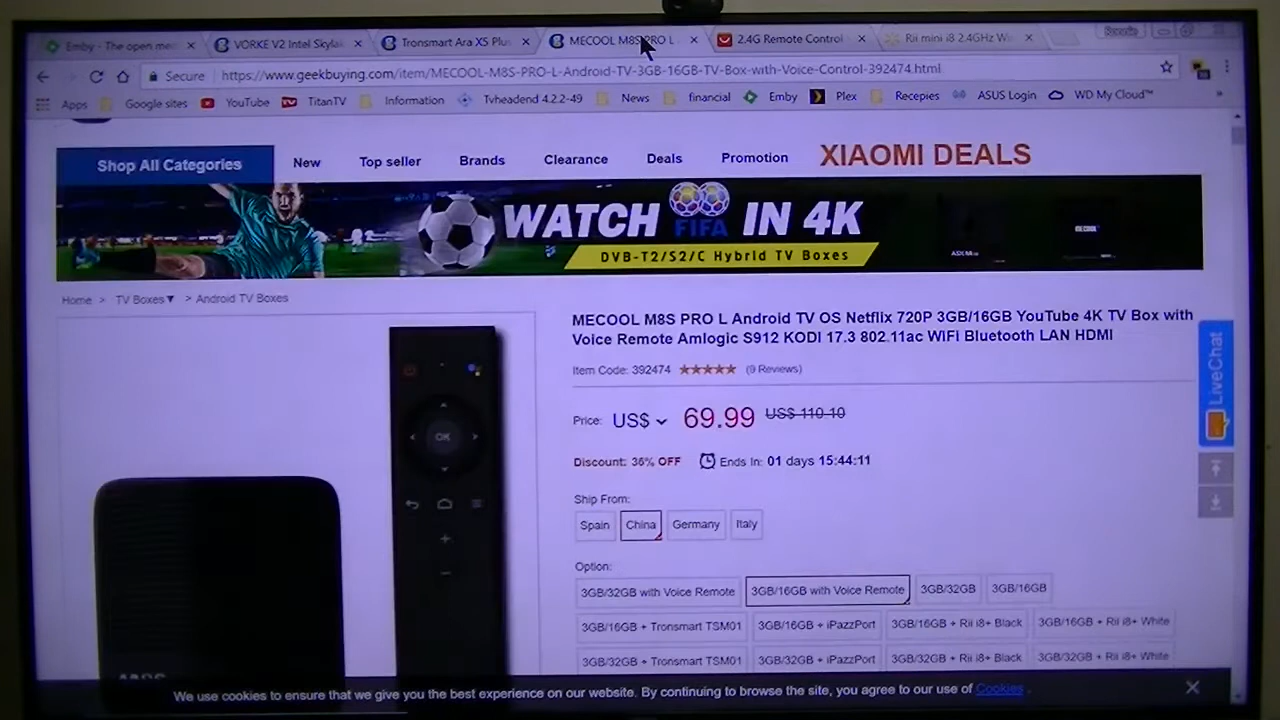 Emby - The open me
VORKE V2 Intel Skyla
Tronsmart Ara X5 Plus
MECOOL M8S PRO L
2.4G Remote Control
Rii mini i8 2.4GHz Wi
Secure
https://www.geekbuying.com/item/MECOOL-M8S-PRO-L-Android-TV-3GB-16GB-TV-Box-with-Voice-Control-392474.html
Apps Google sites YouTube TitanTV Information Tvheadend 4.2.2-49 News financial Emby Plex Recepies ASUS Login WD My Cloud™ »
Shop All Categories New Top seller Brands Clearance Deals Promotion XIAOMI DEALS
WATCH FIFA IN 4K
DVB-T2/S2/C Hybrid TV Boxes
Home > TV Boxes▼ > Android TV Boxes
MECOOL M8S PRO L Android TV OS Netflix 720P 3GB/16GB YouTube 4K TV Box with
Voice Remote Amlogic S912 KODI 17.3 802.11ac WIFI Bluetooth LAN HDMI
Item Code: 392474 ★★★★★ (9 Reviews)
LiveChat
Price: US$ 69.99 US$ 110.10
Discount: 36% OFF Ends In: 01 days 15:44:11
Ship From:
Spain China Germany Italy
Option:
3GB/32GB with Voice Remote 3GB/16GB with Voice Remote 3GB/32GB 3GB/16GB
3GB/16GB + Tronsmart TSM01 3GB/16GB + iPazzPort 3GB/16GB + Rii i8+ Black 3GB/16GB + Rii i8+ White
3GB/32GB + Tronsmart TSM01 3GB/32GB + iPazzPort 3GB/32GB + Rii i8+ Black 3GB/32GB + Rii i8+ White
OK
+
−
We use cookies to ensure that we give you the best experience on our website. By continuing to browse the site, you agree to our use of Cookies .